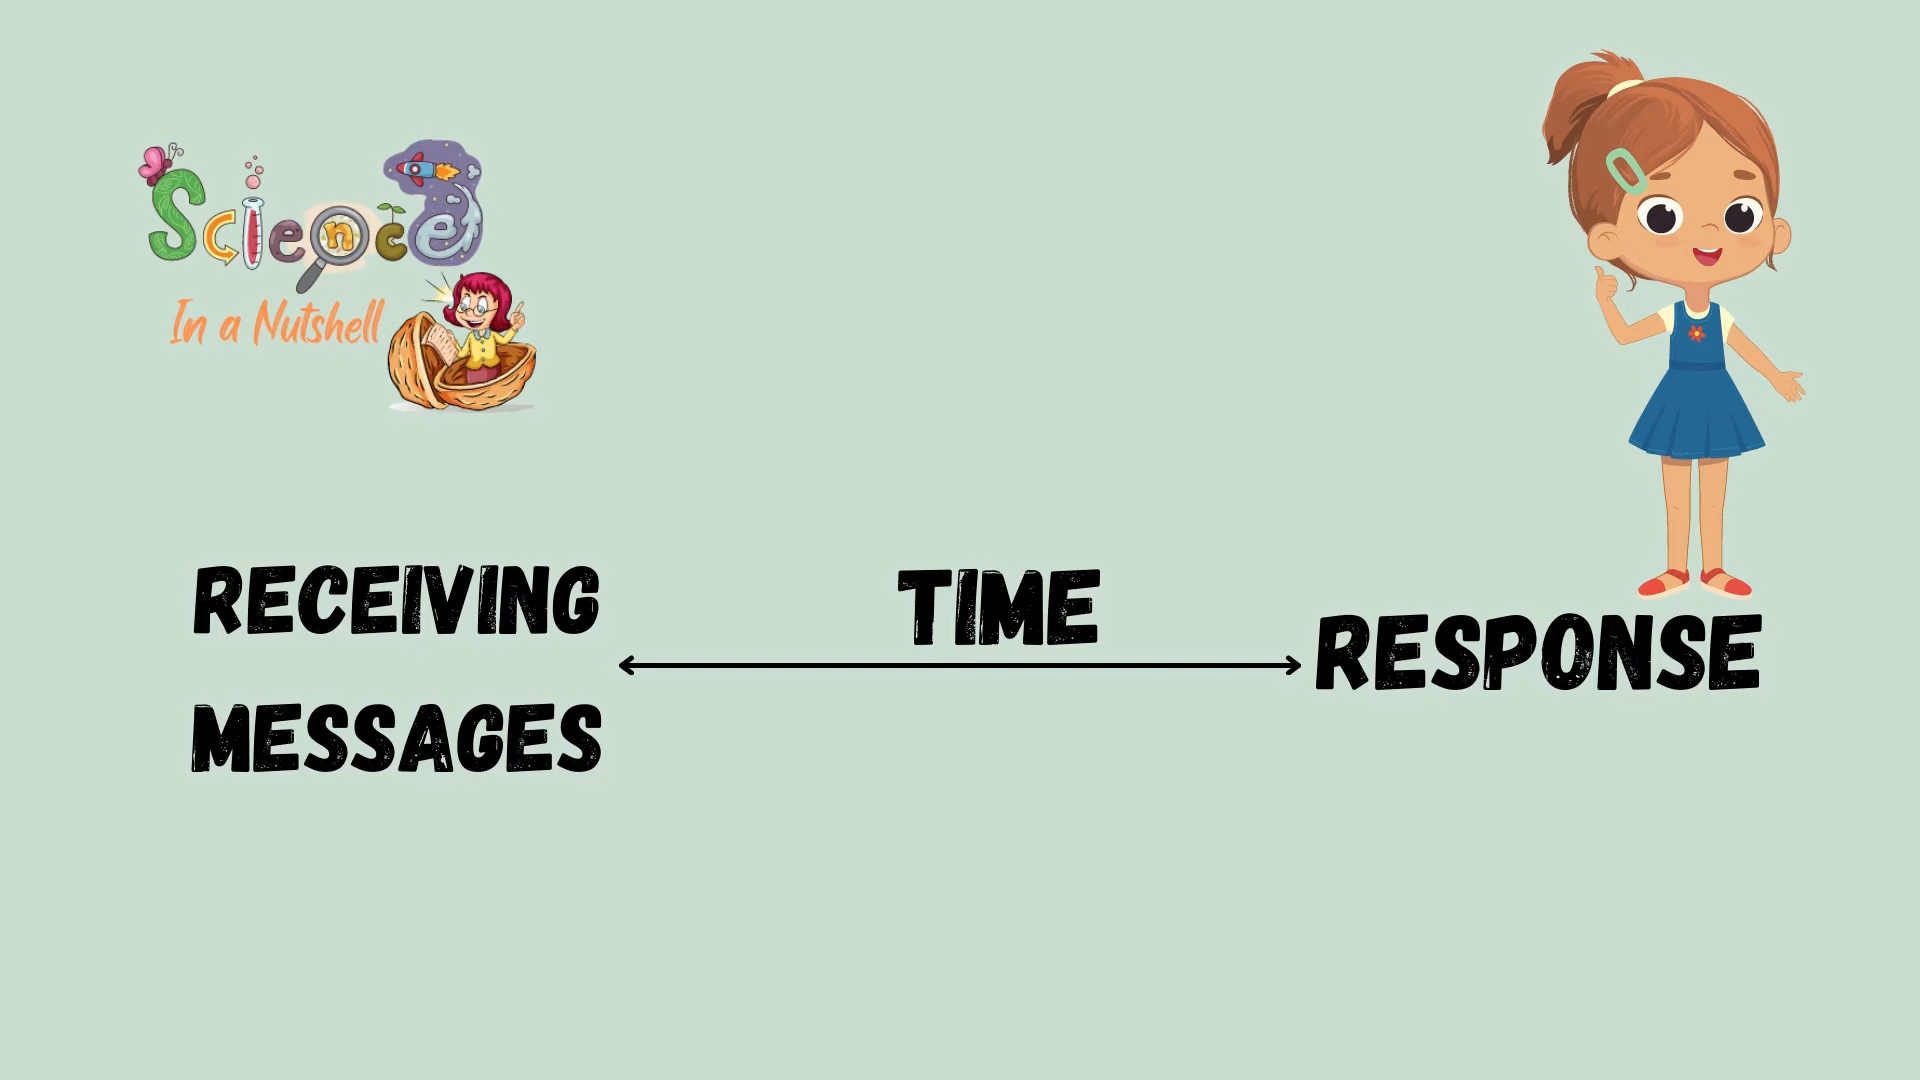 Science
In a Nutshell
RECEIVING
MESSAGES
TIME
RESPONSE